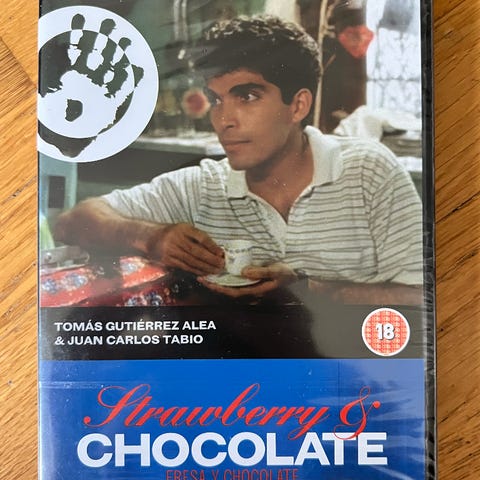 TOMÁS GUTIÉRREZ ALEA
& JUAN CARLOS TABIO
18
Strawberry &
CHOCOLATE
FRESA Y CHOCOLATE